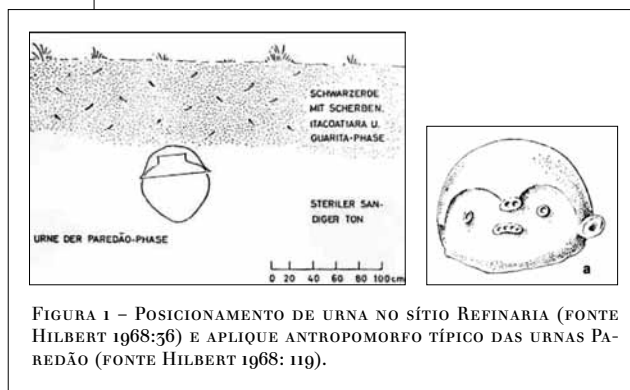 SCHWARZERDE
MIT SCHERBEN.
ITACOATIARA U.
GUARITA-PHASE
STERILER SAN-
DIGER TON
URNE DER PAREDÃO-PHASE
0 20 40 60 80 100cm
a
FIGURA 1 – POSICIONAMENTO DE URNA NO SÍTIO REFINARIA (FONTE
HILBERT 1968:36) E APLIQUE ANTROPOMORFO TÍPICO DAS URNAS PA-
REDÃO (FONTE HILBERT 1968: 119).